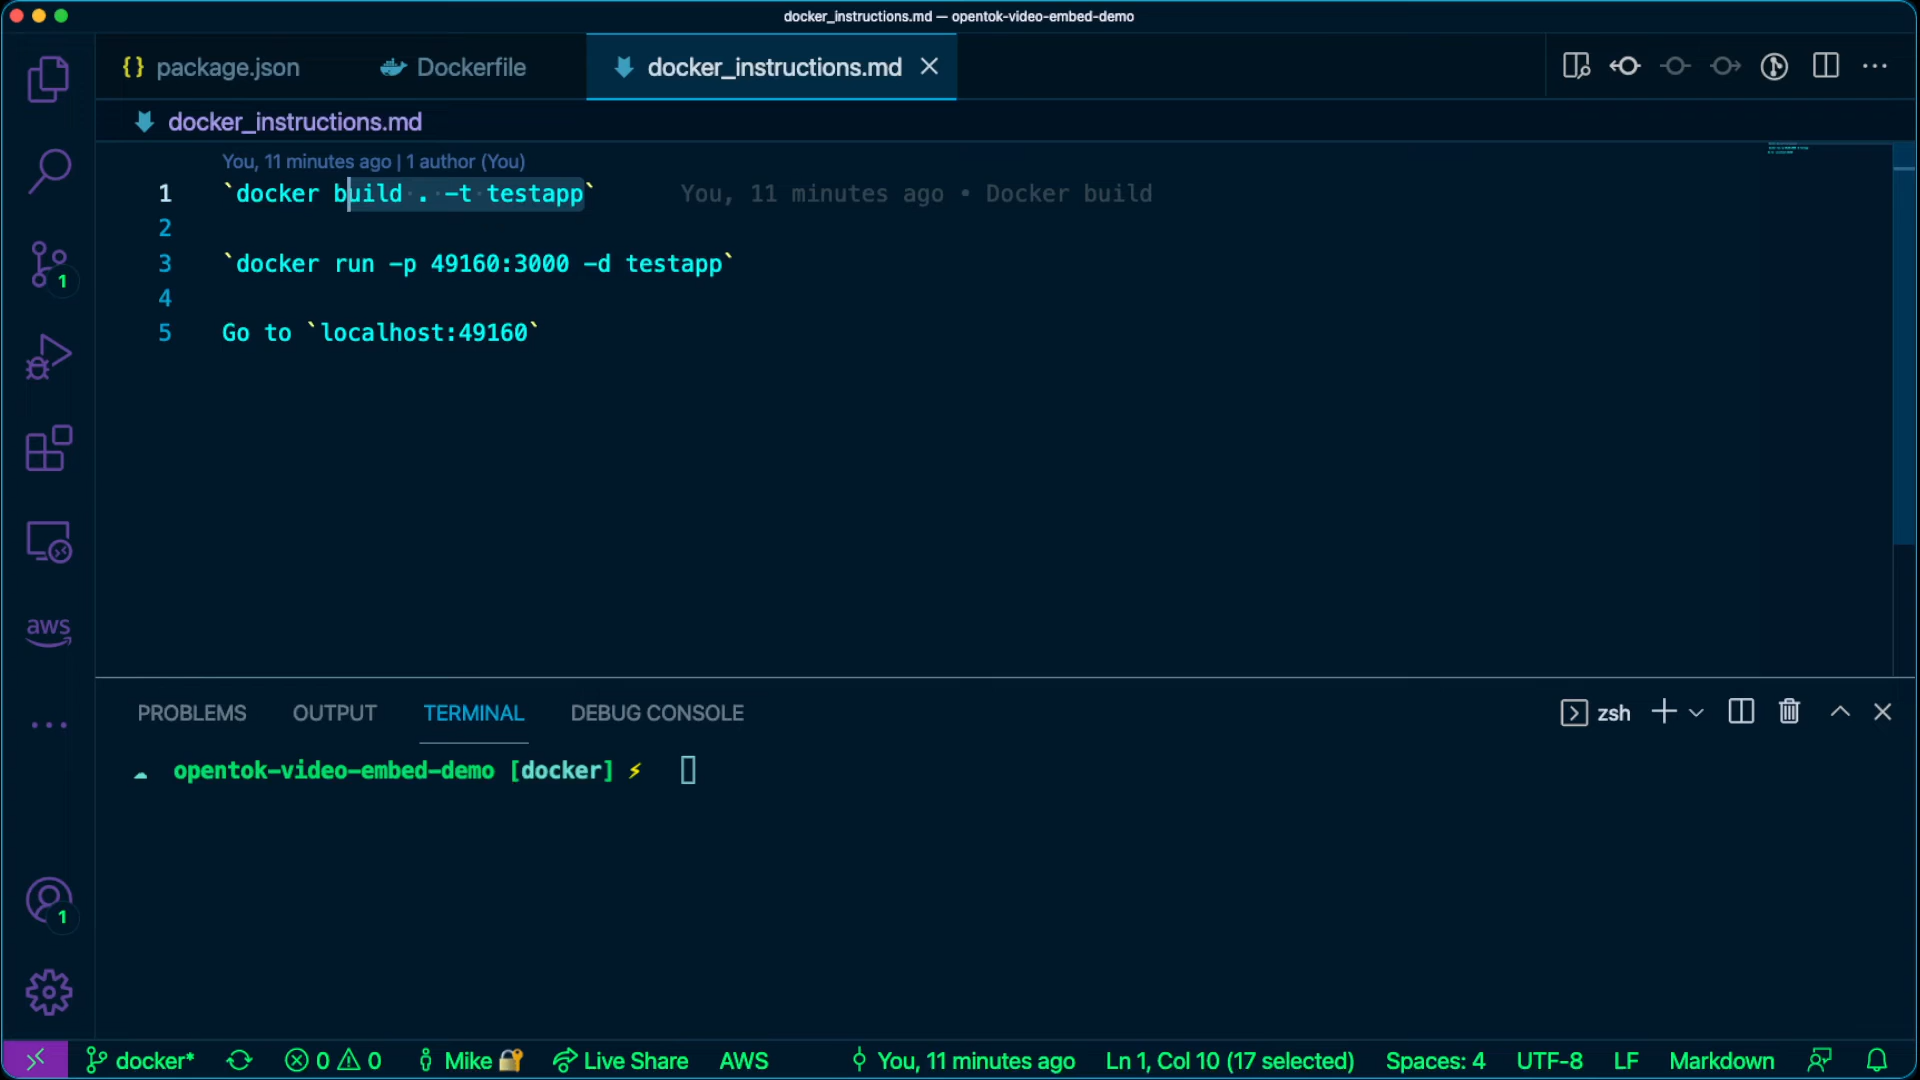 docker_instructions.md — opentok-video-embed-demo
{} package.json Dockerfile docker_instructions.md
docker_instructions.md
You, 11 minutes ago | 1 author (You)
1 `docker build . -t testapp` You, 11 minutes ago • Docker build
2
3 `docker run -p 49160:3000 -d testapp`
4
5 Go to `localhost:49160`
1
aws
PROBLEMS OUTPUT TERMINAL DEBUG CONSOLE zsh
opentok-video-embed-demo [docker] ⚡
1
docker* 0 0 Mike 🔐 Live Share AWS You, 11 minutes ago Ln 1, Col 10 (17 selected) Spaces: 4 UTF-8 LF Markdown